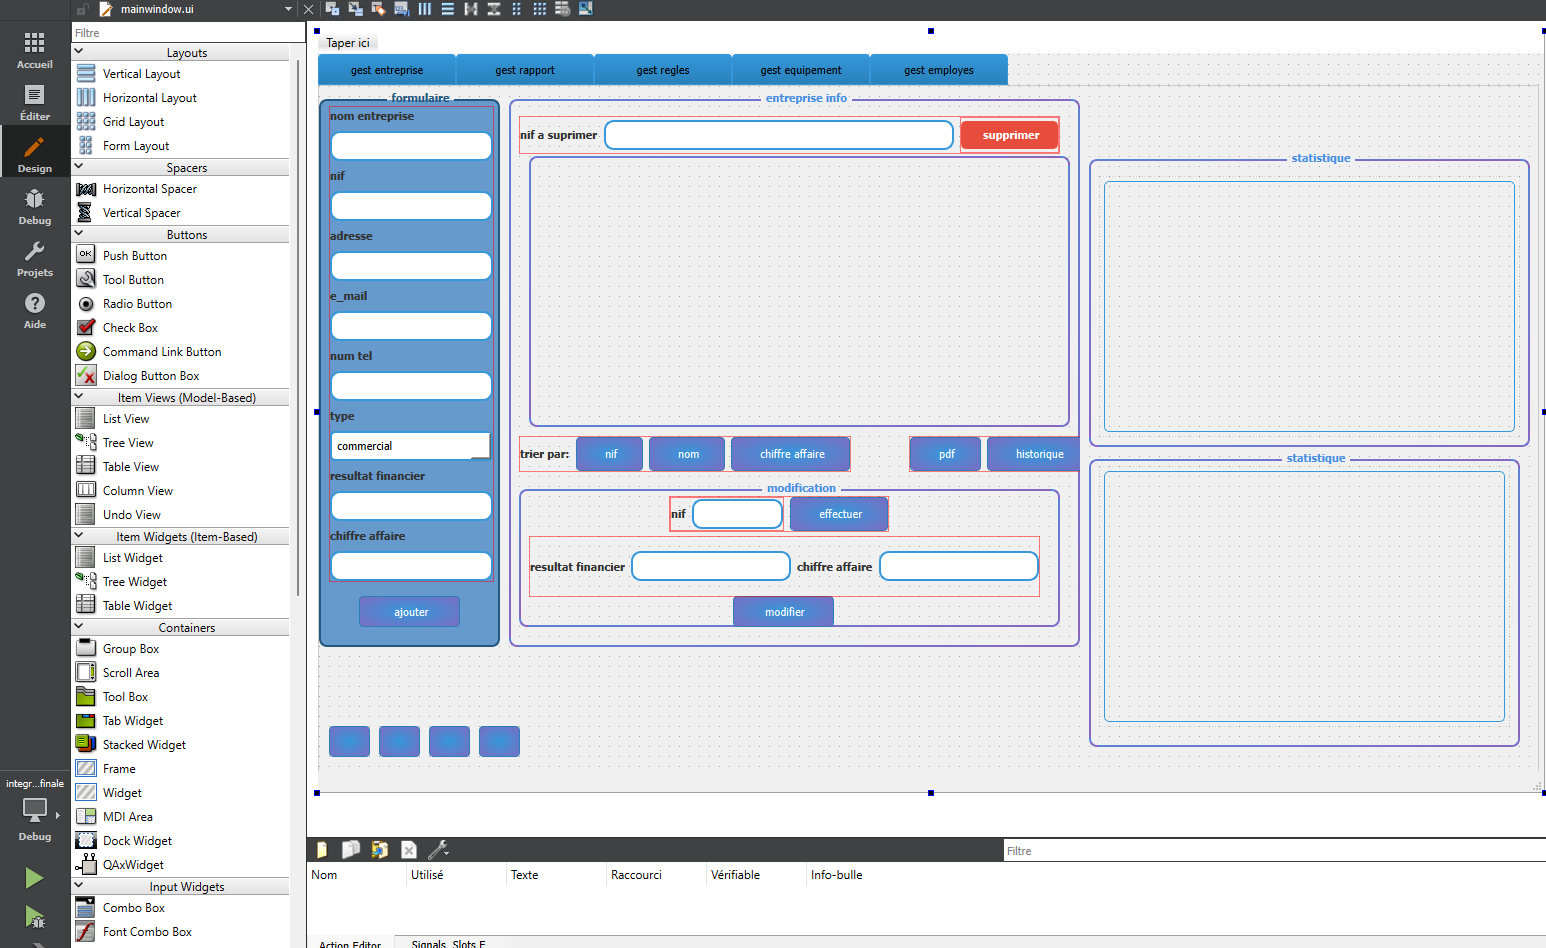 mainwindow.ui
Filtre
Accueil
Éditer
Design
Debug
Projets
Aide
integr...finale
Debug
Layouts
Vertical Layout
Horizontal Layout
Grid Layout
Form Layout
Spacers
Horizontal Spacer
Vertical Spacer
Buttons
OK
Push Button
Tool Button
Radio Button
Check Box
Command Link Button
Dialog Button Box
Item Views (Model-Based)
List View
Tree View
Table View
Column View
Undo View
Item Widgets (Item-Based)
List Widget
Tree Widget
Table Widget
Containers
Group Box
Scroll Area
Tool Box
Tab Widget
Stacked Widget
Frame
Widget
MDI Area
Dock Widget
QAxWidget
Input Widgets
Combo Box
Font Combo Box
Taper ici
gest entreprise
gest rapport
gest regles
gest equipement
gest employes
formulaire
nom entreprise
nif
adresse
e_mail
num tel
type
commercial
resultat financier
chiffre affaire
ajouter
entreprise info
nif a suprimer
supprimer
trier par:
nif
nom
chiffre affaire
pdf
historique
modification
nif
effectuer
resultat financier
chiffre affaire
modifier
statistique
statistique
Filtre
Nom
Utilisé
Texte
Raccourci
Vérifiable
Info-bulle
Action Editor
Signals Slots E